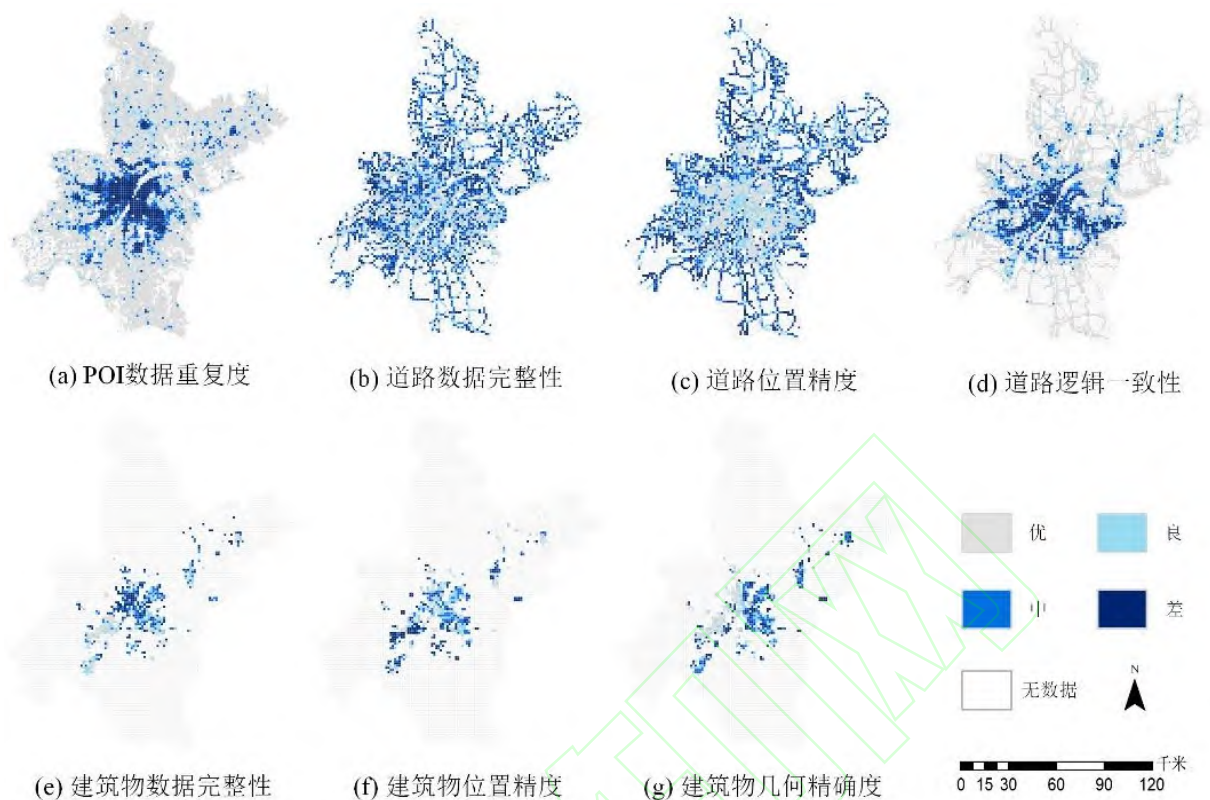 (a) POI数据重复度
(b) 道路数据完整性
(c) 道路位置精度
(d) 道路逻辑一致性
优
良
中
差
无数据
N
千米
0 15 30 60 90 120
(e) 建筑物数据完整性
(f) 建筑物位置精度
(g) 建筑物几何精确度